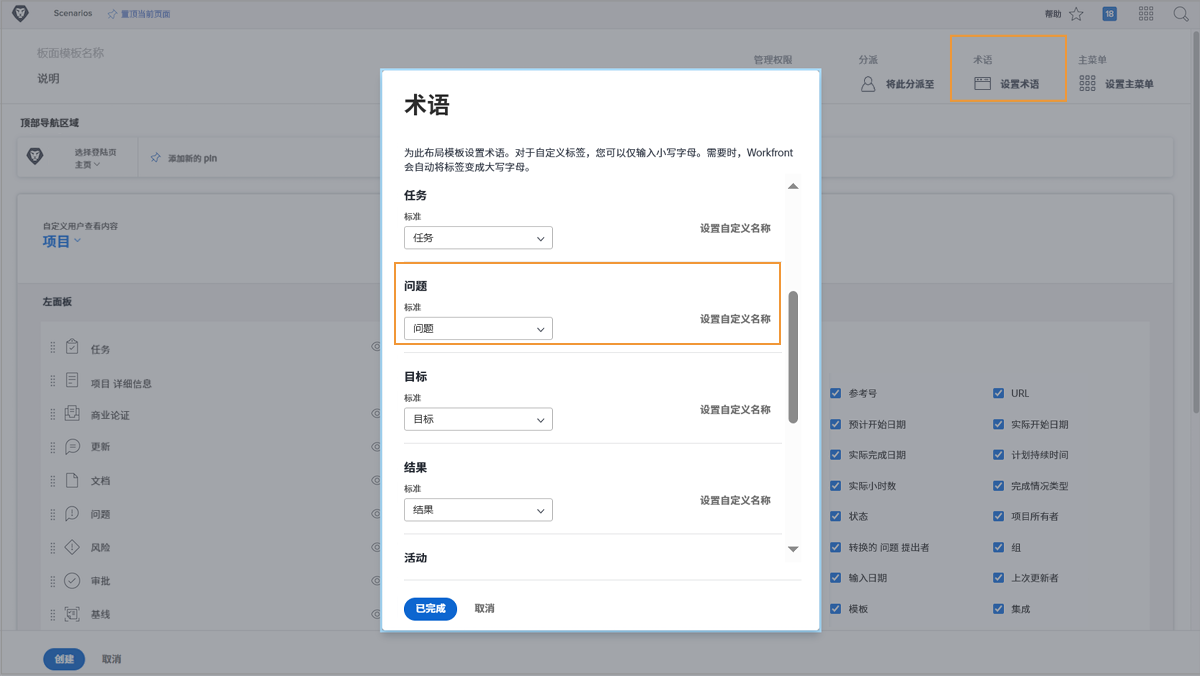 Scenarios
置顶当前页面
帮助
18
板面模板名称
说明
管理权限
分派
将此分派至
术语
设置术语
主菜单
设置主菜单
顶部导航区域
选择登陆页
主页
添加新的 pin
自定义用户查看内容
项目
左面板
任务
项目 详细信息
商业论证
更新
文档
问题
风险
审批
基线
术语
为此布局模板设置术语。对于自定义标签，您可以仅输入小写字母。需要时，Workfront
会自动将标签变成大写字母。
任务
标准
任务
设置自定义名称
问题
标准
问题
设置自定义名称
目标
标准
目标
设置自定义名称
结果
标准
结果
设置自定义名称
活动
已完成
取消
参考号
URL
预计开始日期
实际开始日期
实际完成日期
计划持续时间
实际小时数
完成情况类型
状态
项目所有者
转换的 问题 提出者
组
输入日期
上次更新者
模板
集成
创建
取消